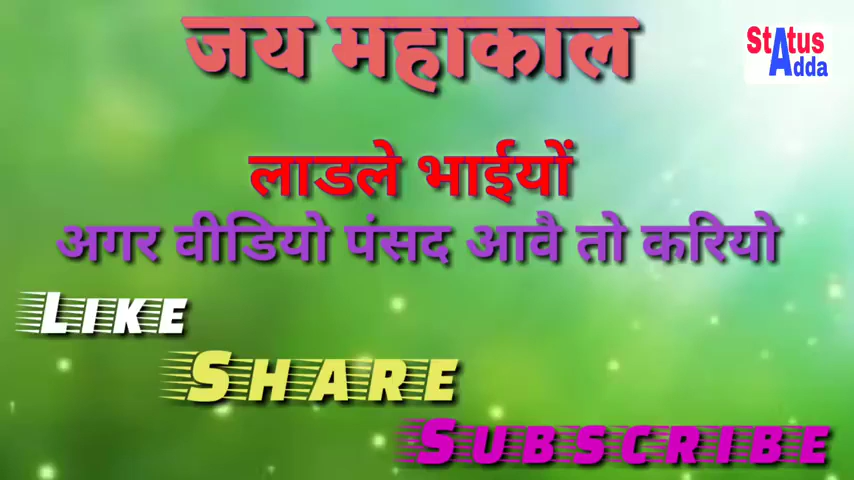 जय महाकाल
Status
Adda
लाडले भाईयों
अगर वीडियो पंसद आवै तो करियो
LIKE
SHARE
SUBSCRIBE